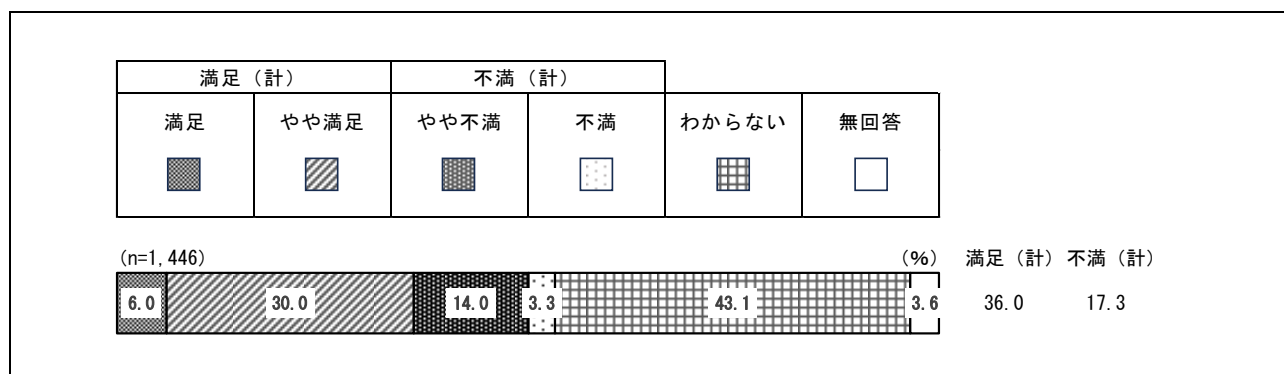 満足（計） 不満（計）
満足 やや満足 やや不満 不満 わからない 無回答
(n=1,446) (%) 満足（計） 不満（計）
6.0 30.0 14.0 3.3 43.1 3.6 36.0 17.3